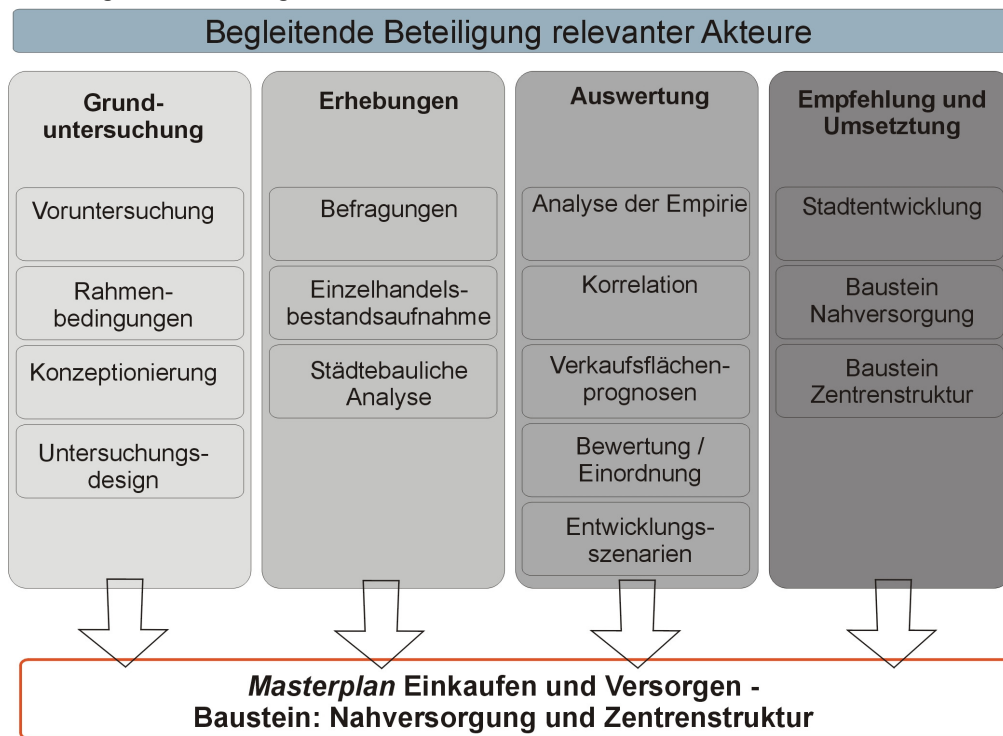 Begleitende Beteiligung relevanter Akteure
Grund-
untersuchung
Voruntersuchung
Rahmen-
bedingungen
Konzeptionierung
Untersuchungs-
design
Erhebungen
Befragungen
Einzelhandels-
bestandsaufnahme
Städtebauliche
Analyse
Auswertung
Analyse der Empirie
Korrelation
Verkaufsflächen-
prognosen
Bewertung /
Einordnung
Entwicklungs-
szenarien
Empfehlung und
Umsetztung
Stadtentwicklung
Baustein
Nahversorgung
Baustein
Zentrenstruktur
Masterplan Einkaufen und Versorgen -
Baustein: Nahversorgung und Zentrenstruktur